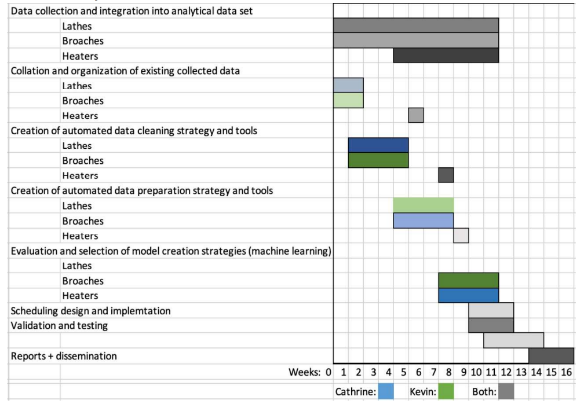 Data collection and integration into analytical data set
Lathes
Broaches
Heaters
Collation and organization of existing collected data
Lathes
Broaches
Heaters
Creation of automated data cleaning strategy and tools
Lathes
Broaches
Heaters
Creation of automated data preparation strategy and tools
Lathes
Broaches
Heaters
Evaluation and selection of model creation strategies (machine learning)
Lathes
Broaches
Heaters
Scheduling design and implemtation
Validation and testing
Reports + dissemination
Weeks: 0 1 2 3 4 5 6 7 8 9 10 11 12 13 14 15 16
Cathrine: Kevin: Both: